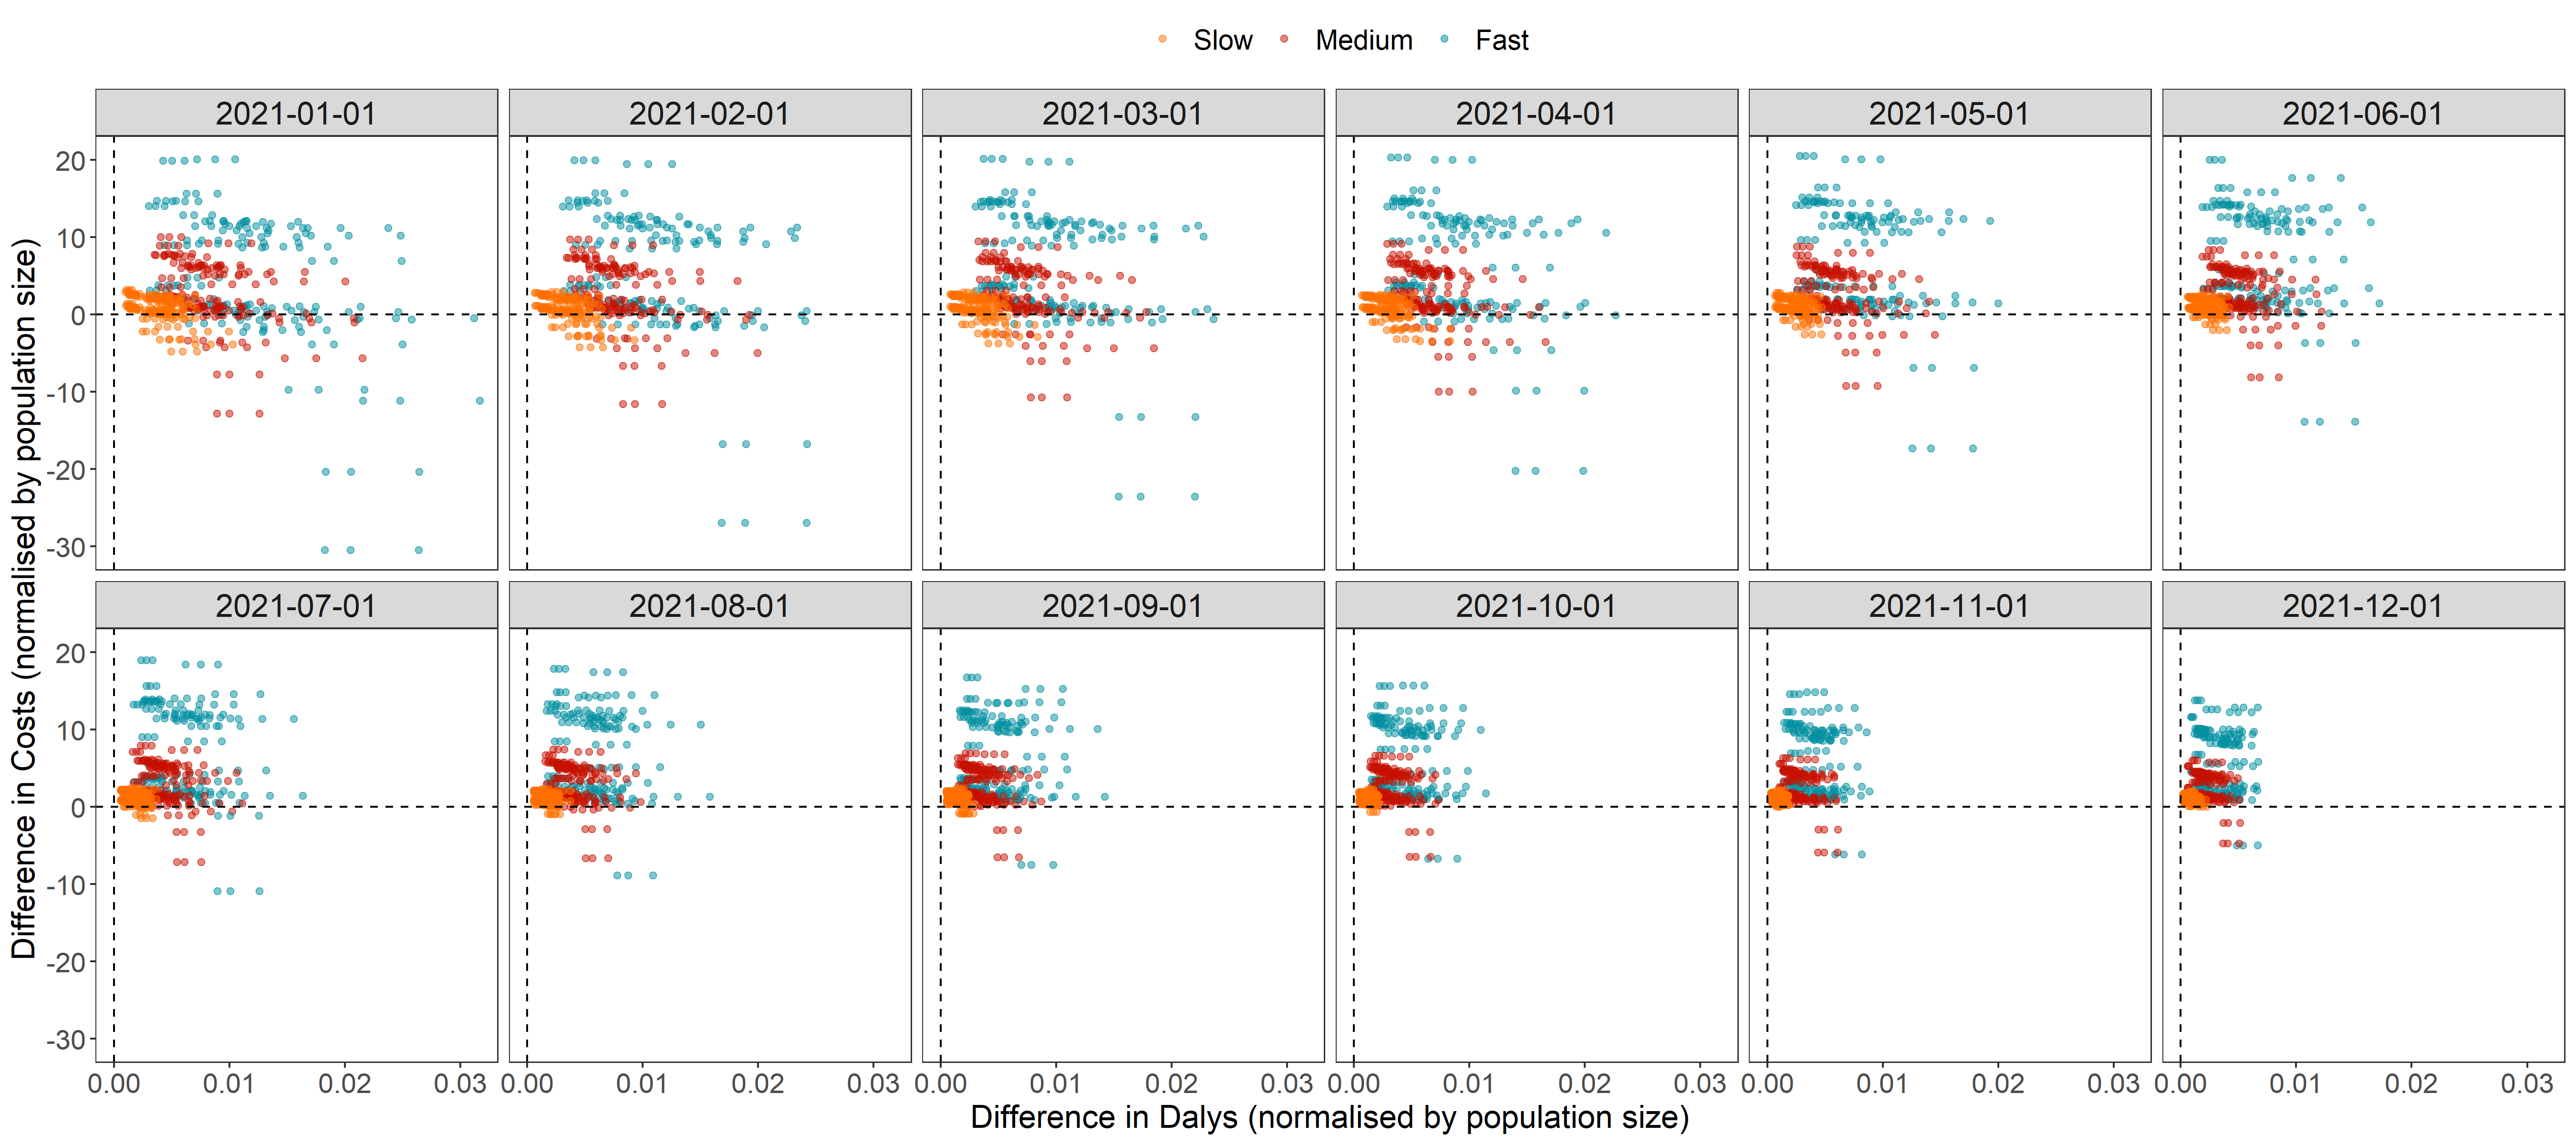 Slow Medium Fast
2021-01-01 2021-02-01 2021-03-01 2021-04-01 2021-05-01 2021-06-01
20
10
0
-10
-20
-30
2021-07-01 2021-08-01 2021-09-01 2021-10-01 2021-11-01 2021-12-01
20
10
0
-10
-20
-30
0.00 0.01 0.02 0.03 0.00 0.01 0.02 0.03 0.00 0.01 0.02 0.03 0.00 0.01 0.02 0.03 0.00 0.01 0.02 0.03 0.00 0.01 0.02 0.03
Difference in Dalys (normalised by population size)
Difference in Costs (normalised by population size)